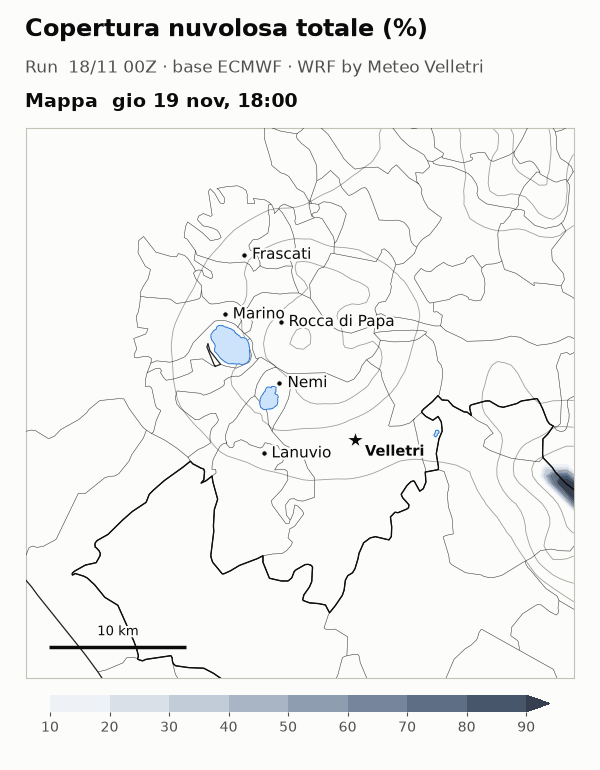 Copertura nuvolosa totale (%)
Run  18/11 00Z · base ECMWF · WRF by Meteo Velletri
Mappa  gio 19 nov, 18:00
Frascati
Marino
Rocca di Papa
Nemi
Velletri
Lanuvio
10 km
10 20 30 40 50 60 70 80 90